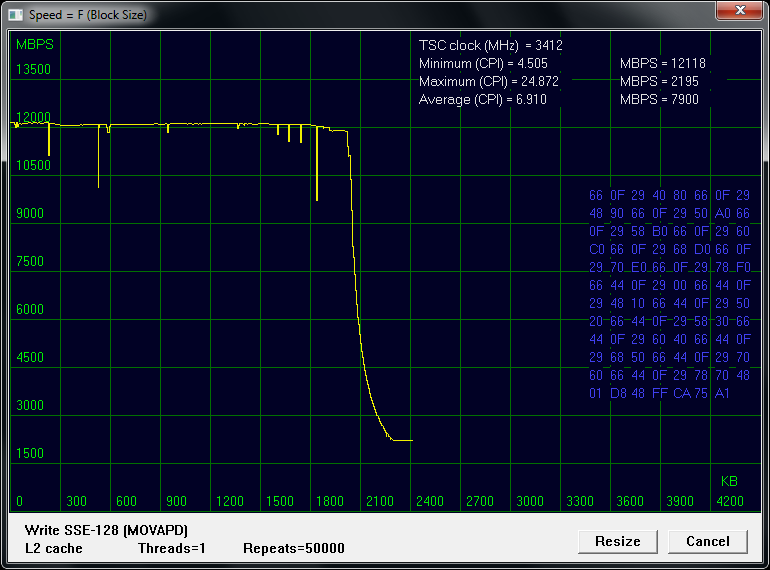 Speed = F (Block Size)
MBPS
TSC clock (MHz) = 3412
Minimum (CPI) = 4.505 MBPS = 12118
Maximum (CPI) = 24.872 MBPS = 2195
Average (CPI) = 6.910 MBPS = 7900
13500
12000
10500
9000
7500
6000
4500
3000
1500
66 0F 29 40 80 66 0F 29
48 90 66 0F 29 50 A0 66
0F 29 58 B0 66 0F 29 60
C0 66 0F 29 68 D0 66 0F
29 70 E0 66 0F 29 78 F0
66 44 0F 29 00 66 44 0F
29 48 10 66 44 0F 29 50
20 66 44 0F 29 58 30 66
44 0F 29 60 40 66 44 0F
29 68 50 66 44 0F 29 70
60 66 44 0F 29 78 70 48
01 D8 48 FF CA 75 A1
KB
0 300 600 900 1200 1500 1800 2100 2400 2700 3000 3300 3600 3900 4200
Write SSE-128 (MOVAPD)
L2 cache Threads=1 Repeats=50000
Resize Cancel